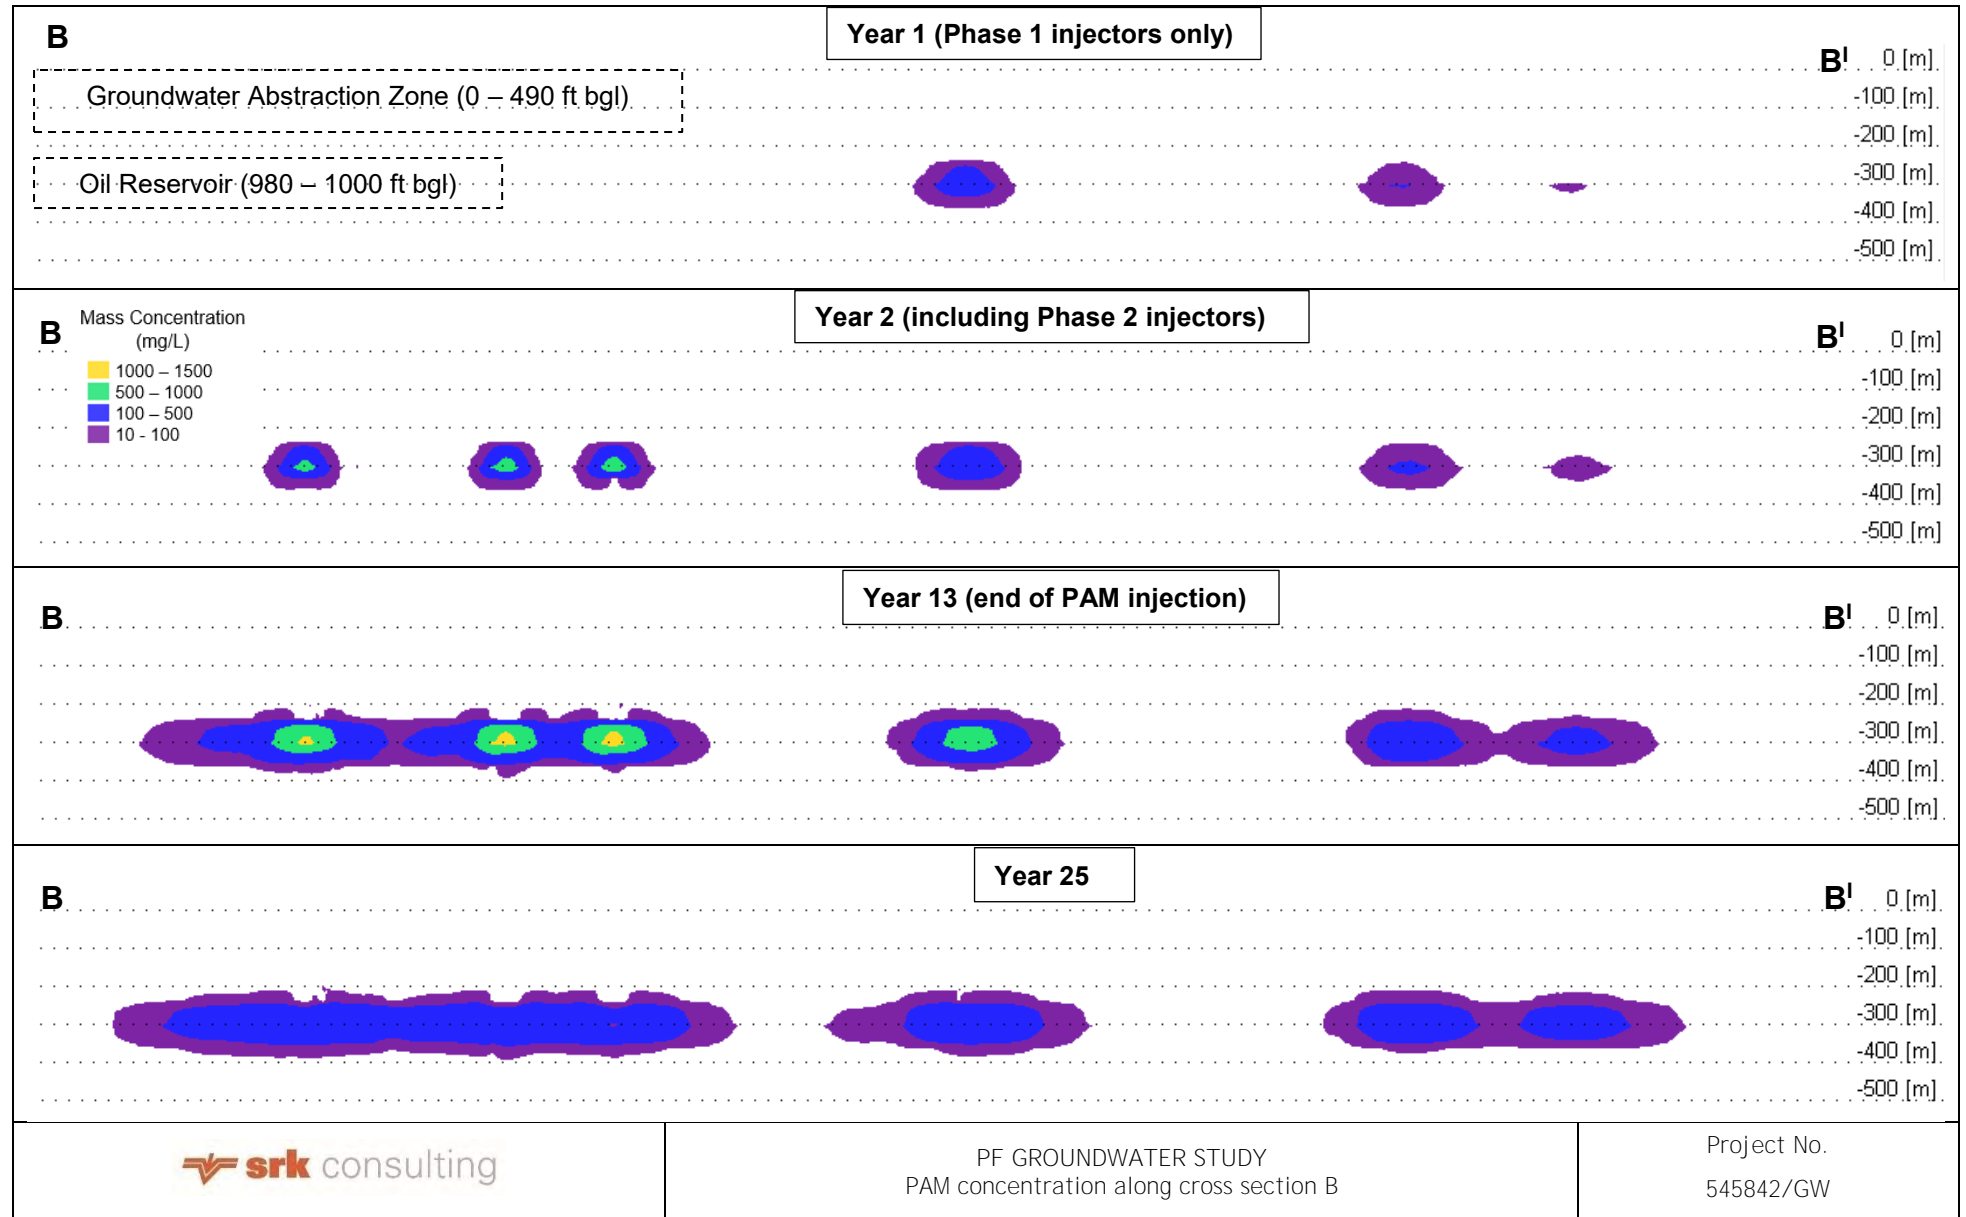 B
Year 1 (Phase 1 injectors only)
B^I
0 [m]
Groundwater Abstraction Zone (0 – 490 ft bgl)
-100 [m]
-200 [m]
Oil Reservoir (980 – 1000 ft bgl)
-300 [m]
-400 [m]
-500 [m]
B
Mass Concentration
(mg/L)
1000 – 1500
500 – 1000
100 – 500
10 - 100
Year 2 (including Phase 2 injectors)
B^I
0 [m]
-100 [m]
-200 [m]
-300 [m]
-400 [m]
-500 [m]
B
Year 13 (end of PAM injection)
B^I
0 [m]
-100 [m]
-200 [m]
-300 [m]
-400 [m]
-500 [m]
B
Year 25
B^I
0 [m]
-100 [m]
-200 [m]
-300 [m]
-400 [m]
-500 [m]
srk consulting
PF GROUNDWATER STUDY
PAM concentration along cross section B
Project No.
545842/GW